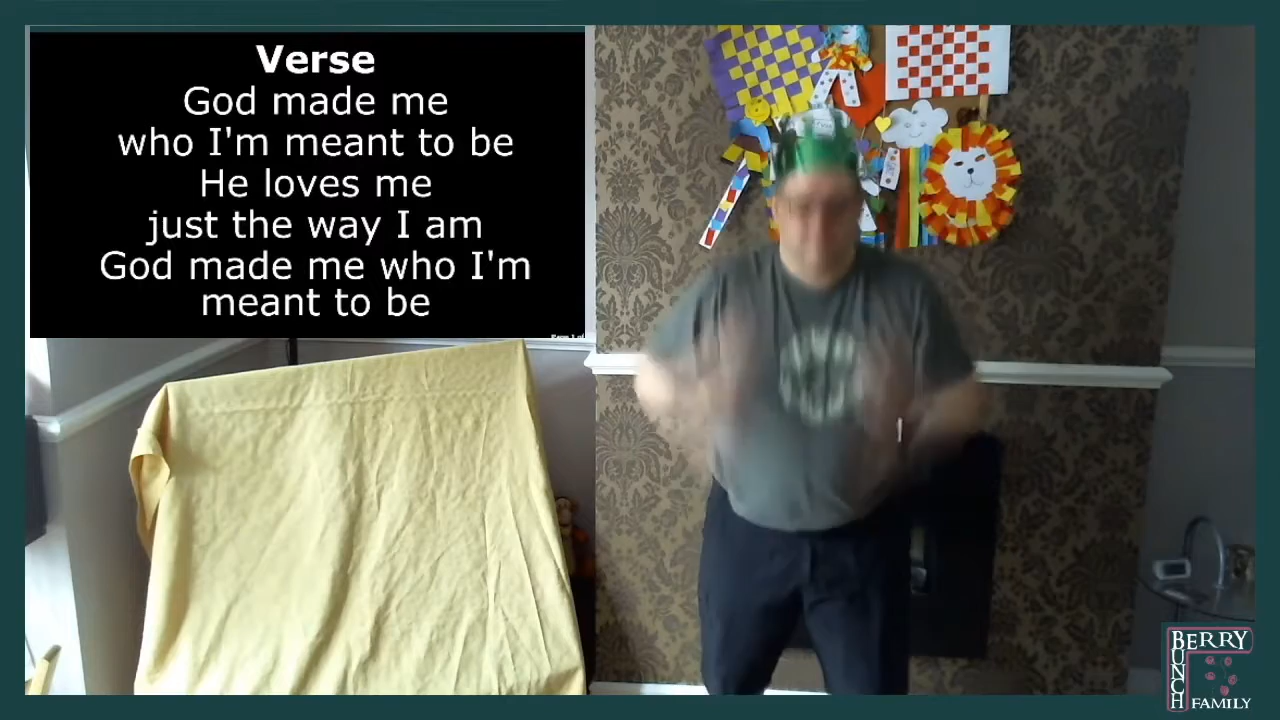 Verse
God made me
who I'm meant to be
He loves me
just the way I am
God made me who I'm
meant to be
BERRY
BUNCH
FAMILY